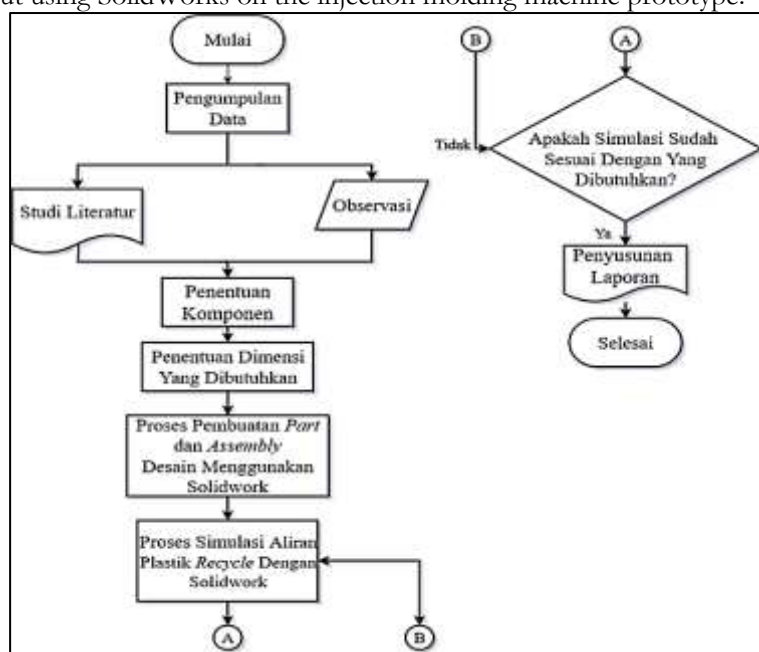 ut using SolidWorks on the injection molding machine prototype.
Mulai
Pengumpulan
Data
Studi Literatur
Observasi
Penentuan
Komponen
Penentuan Dimensi
Yang Dibutuhkan
Proses Pembuatan Part
dan Assembly
Desain Menggunakan
Solidwork
Proses Simulasi Aliran
Plastik Recycle Dengan
Solidwork
A
B
B
A
Apakah Simulasi Sudah
Sesuai Dengan Yang
Dibutuhkan?
Tidak
Ya
Penyusunan
Laporan
Selesai